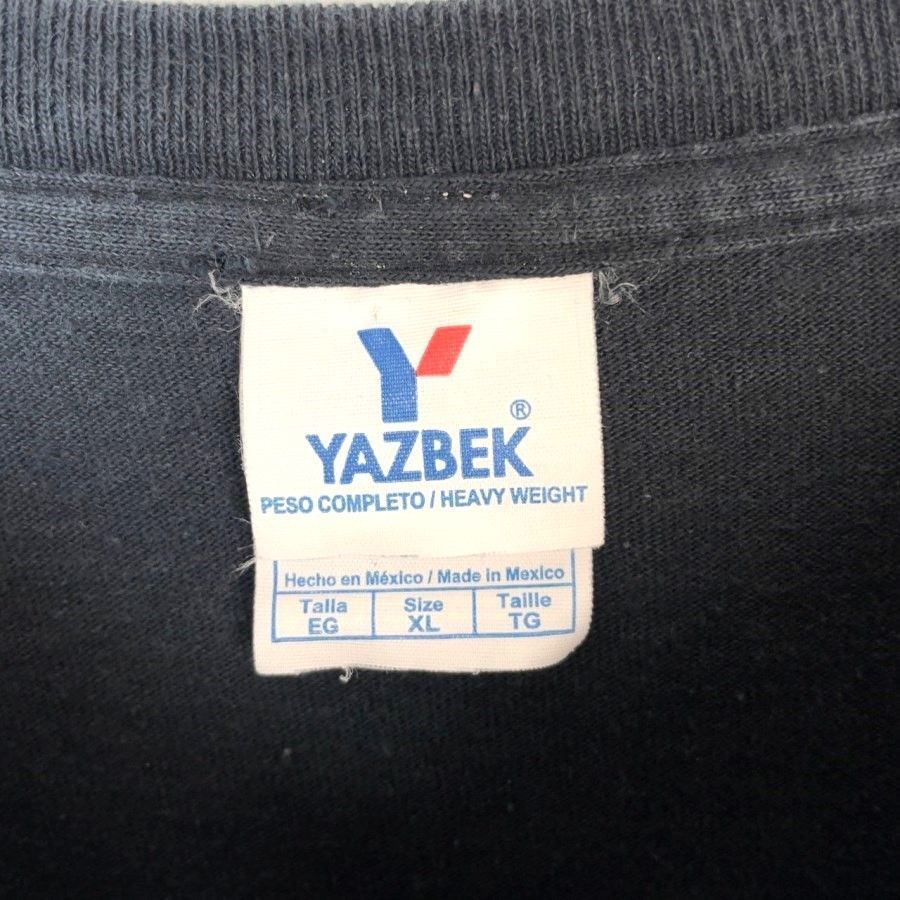 Y
®
YAZBEK
PESO COMPLETO / HEAVY WEIGHT
Hecho en México / Made in Mexico
Talla Size Taille
EG XL TG